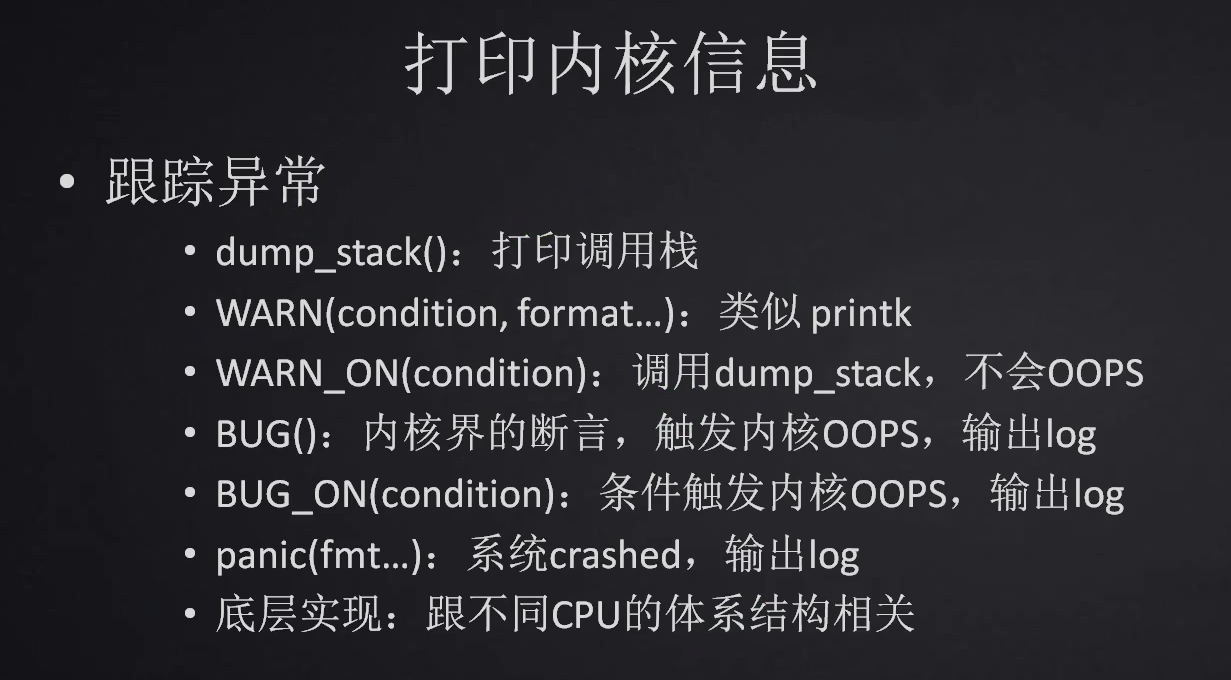 打印内核信息
• 跟踪异常
• dump_stack()：打印调用栈
• WARN(condition, format…)：类似 printk
• WARN_ON(condition)：调用dump_stack，不会OOPS
• BUG()：内核界的断言，触发内核OOPS，输出log
• BUG_ON(condition)：条件触发内核OOPS，输出log
• panic(fmt…)：系统crashed，输出log
• 底层实现：跟不同CPU的体系结构相关